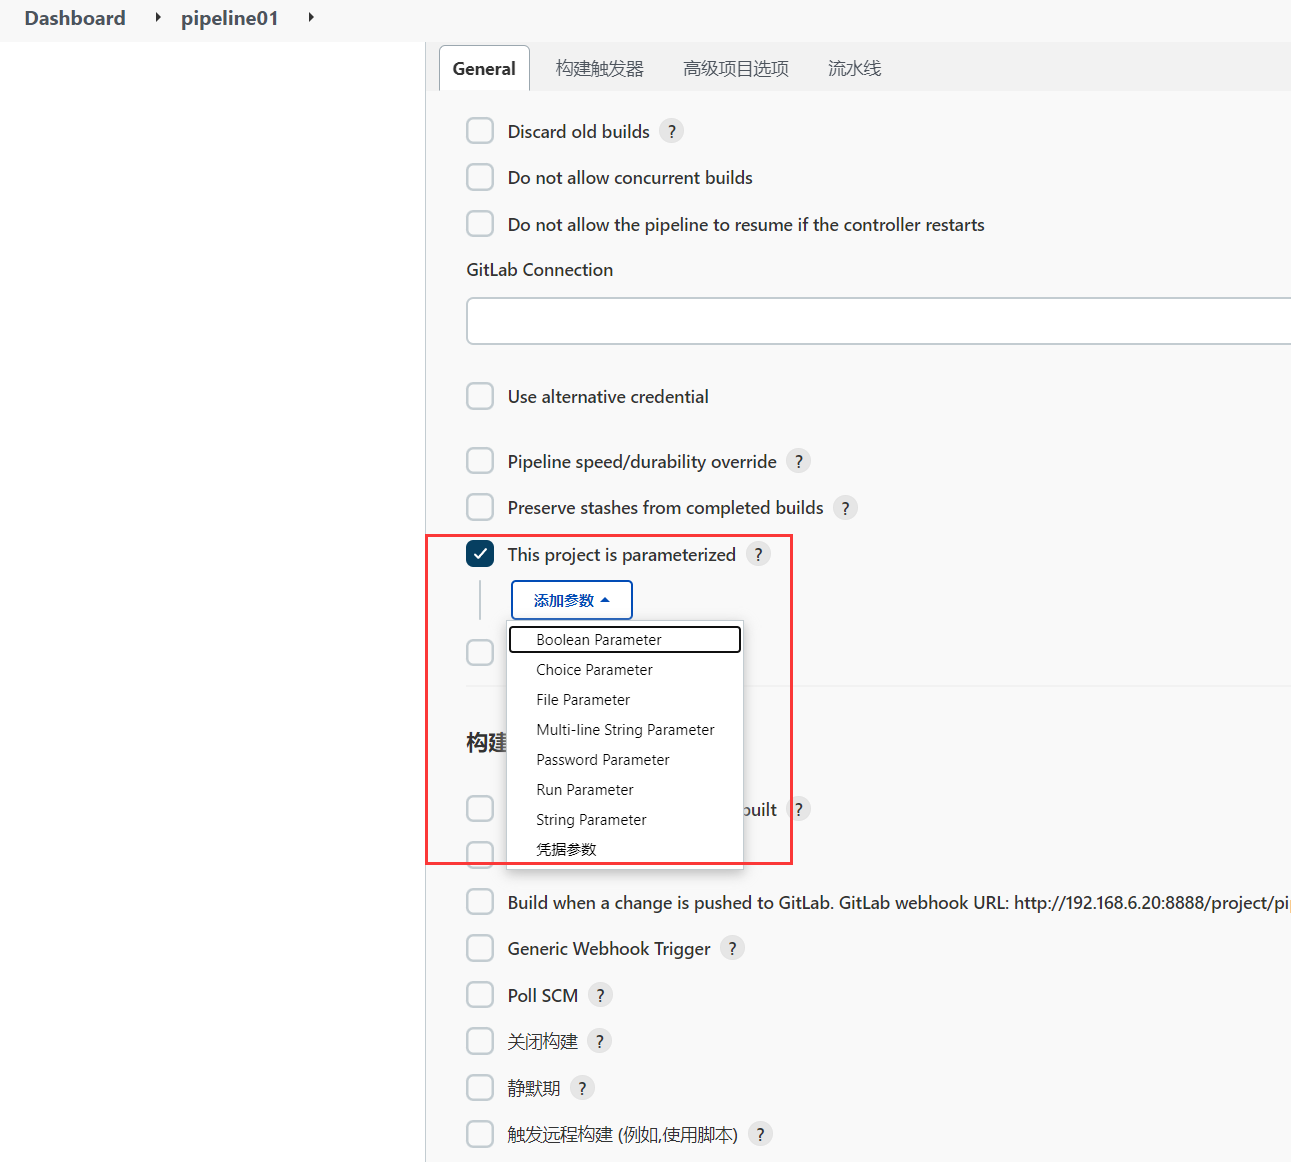 Dashboard pipeline01
General 构建触发器 高级项目选项 流水线
Discard old builds ?
Do not allow concurrent builds
Do not allow the pipeline to resume if the controller restarts
GitLab Connection
Use alternative credential
Pipeline speed/durability override ?
Preserve stashes from completed builds ?
This project is parameterized ?
添加参数
Boolean Parameter
Choice Parameter
File Parameter
Multi-line String Parameter
构建
Password Parameter
Run Parameter
built ?
String Parameter
凭据参数
Build when a change is pushed to GitLab. GitLab webhook URL: http://192.168.6.20:8888/project/pi
Generic Webhook Trigger ?
Poll SCM ?
关闭构建 ?
静默期 ?
触发远程构建 (例如,使用脚本) ?